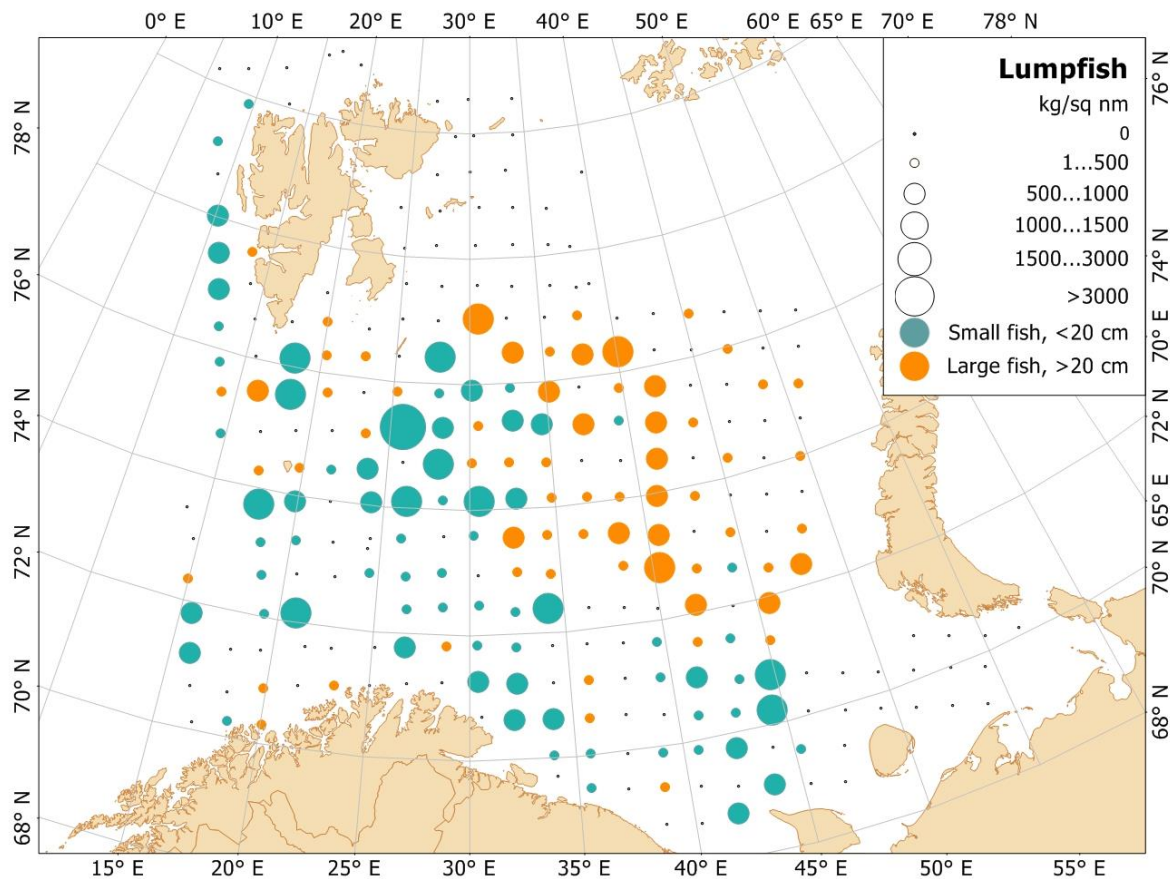 0° E 10° E 20° E 30° E 40° E 50° E 60° E 65° E 70° E 78° N
Lumpfish
kg/sq nm
0
1...500
500...1000
1000...1500
1500...3000
>3000
Small fish, <20 cm
Large fish, >20 cm
78° N
76° N
74° N
72° N
70° N
68° N
76° N
74° N
70° E
72° N
65° E
70° N
68° N
15° E 20° E 25° E 30° E 35° E 40° E 45° E 50° E 55° E